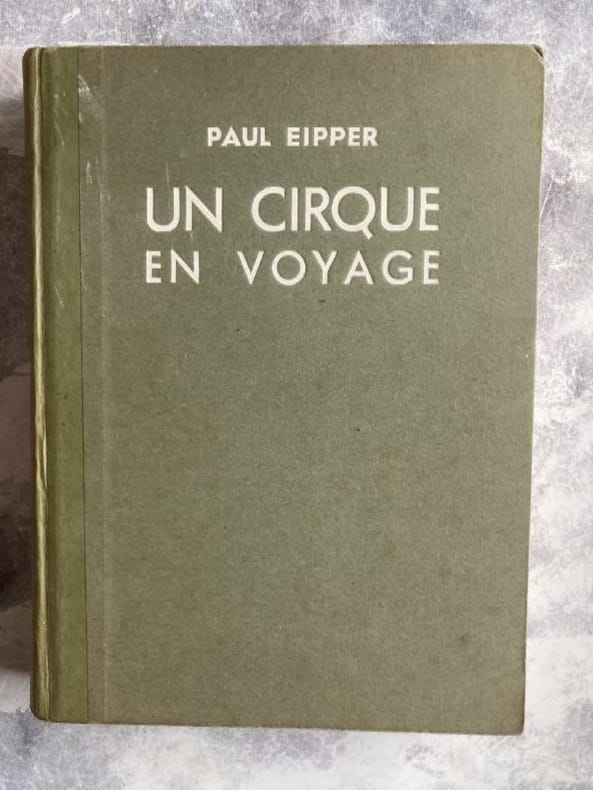 PAUL EIPPER
UN CIRQUE
EN VOYAGE